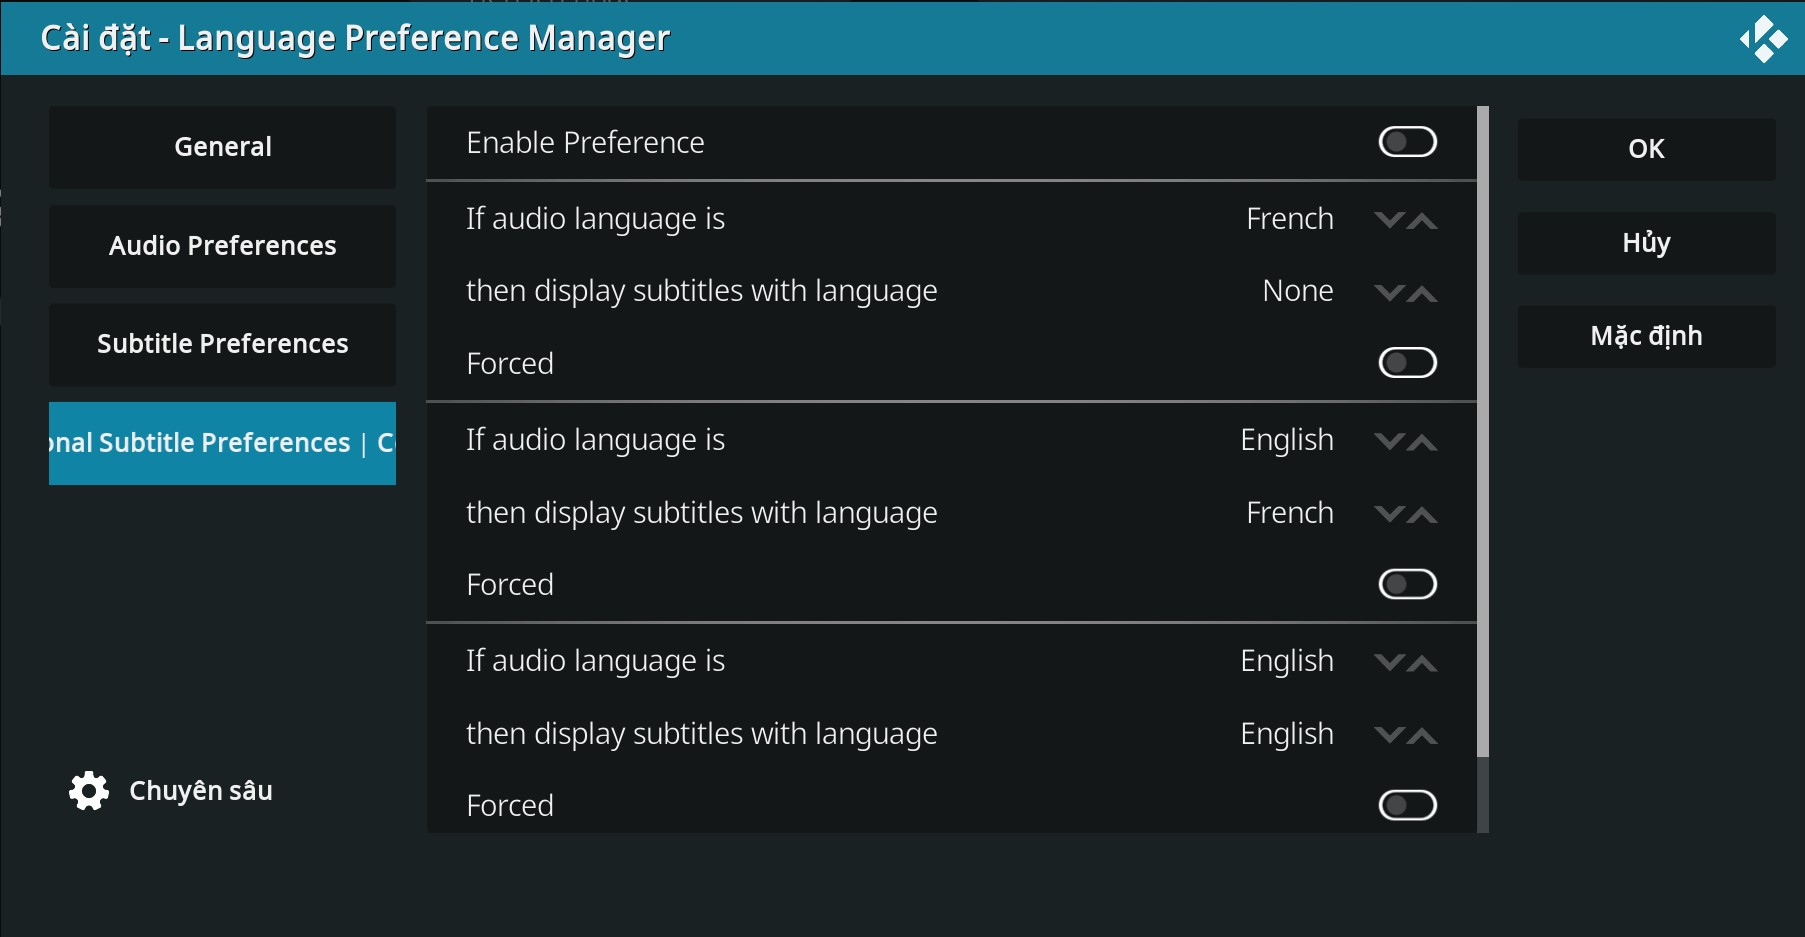 Cài đặt - Language Preference Manager
General
Audio Preferences
Subtitle Preferences
onal Subtitle Preferences | C
Chuyên sâu
Enable Preference
If audio language is French
then display subtitles with language None
Forced
If audio language is English
then display subtitles with language French
Forced
If audio language is English
then display subtitles with language English
Forced
OK
Hủy
Mặc định